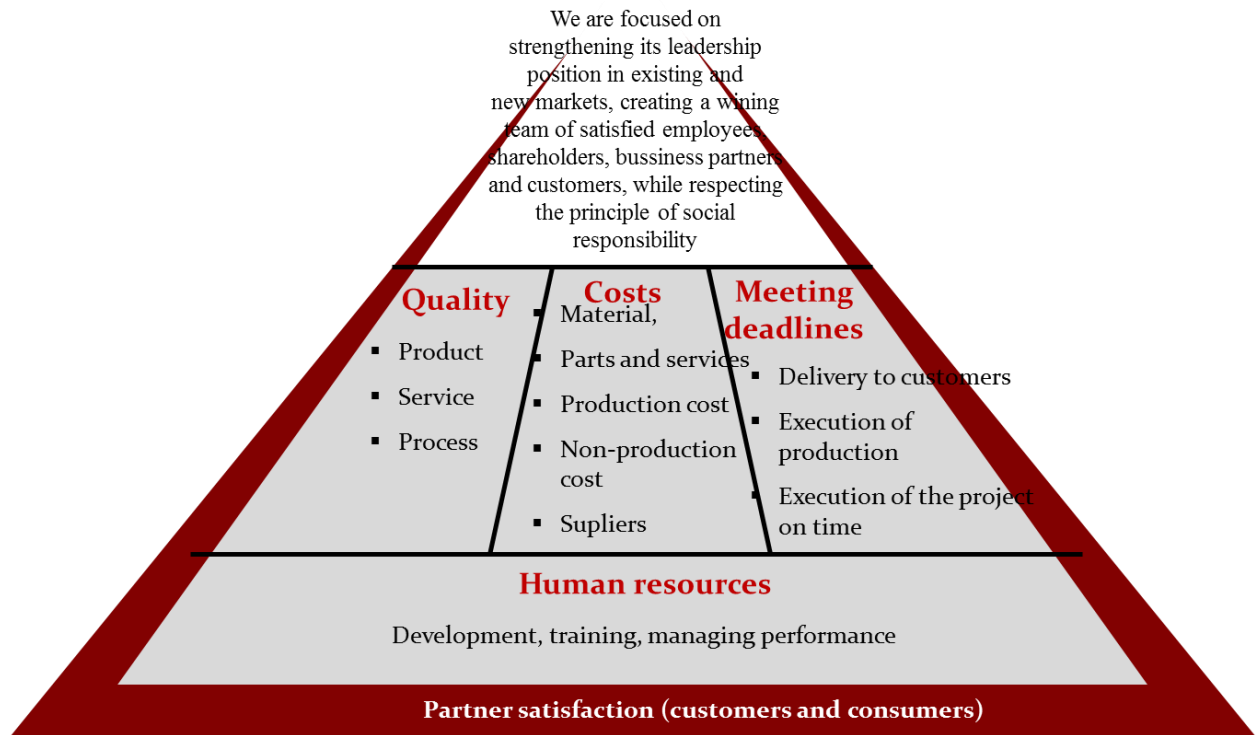 We are focused on
strengthening its leadership
position in existing and
new markets, creating a wining
team of satisfied employees,
shareholders, bussiness partners
and customers, while respecting
the principle of social
responsibility
Quality
▪ Product
▪ Service
▪ Process
Costs
▪ Material,
▪ Parts and services
▪ Production cost
▪ Non-production
cost
▪ Supliers
Meeting
deadlines
▪ Delivery to customers
▪ Execution of
production
▪ Execution of the project
on time
Human resources
Development, training, managing performance
Partner satisfaction (customers and consumers)